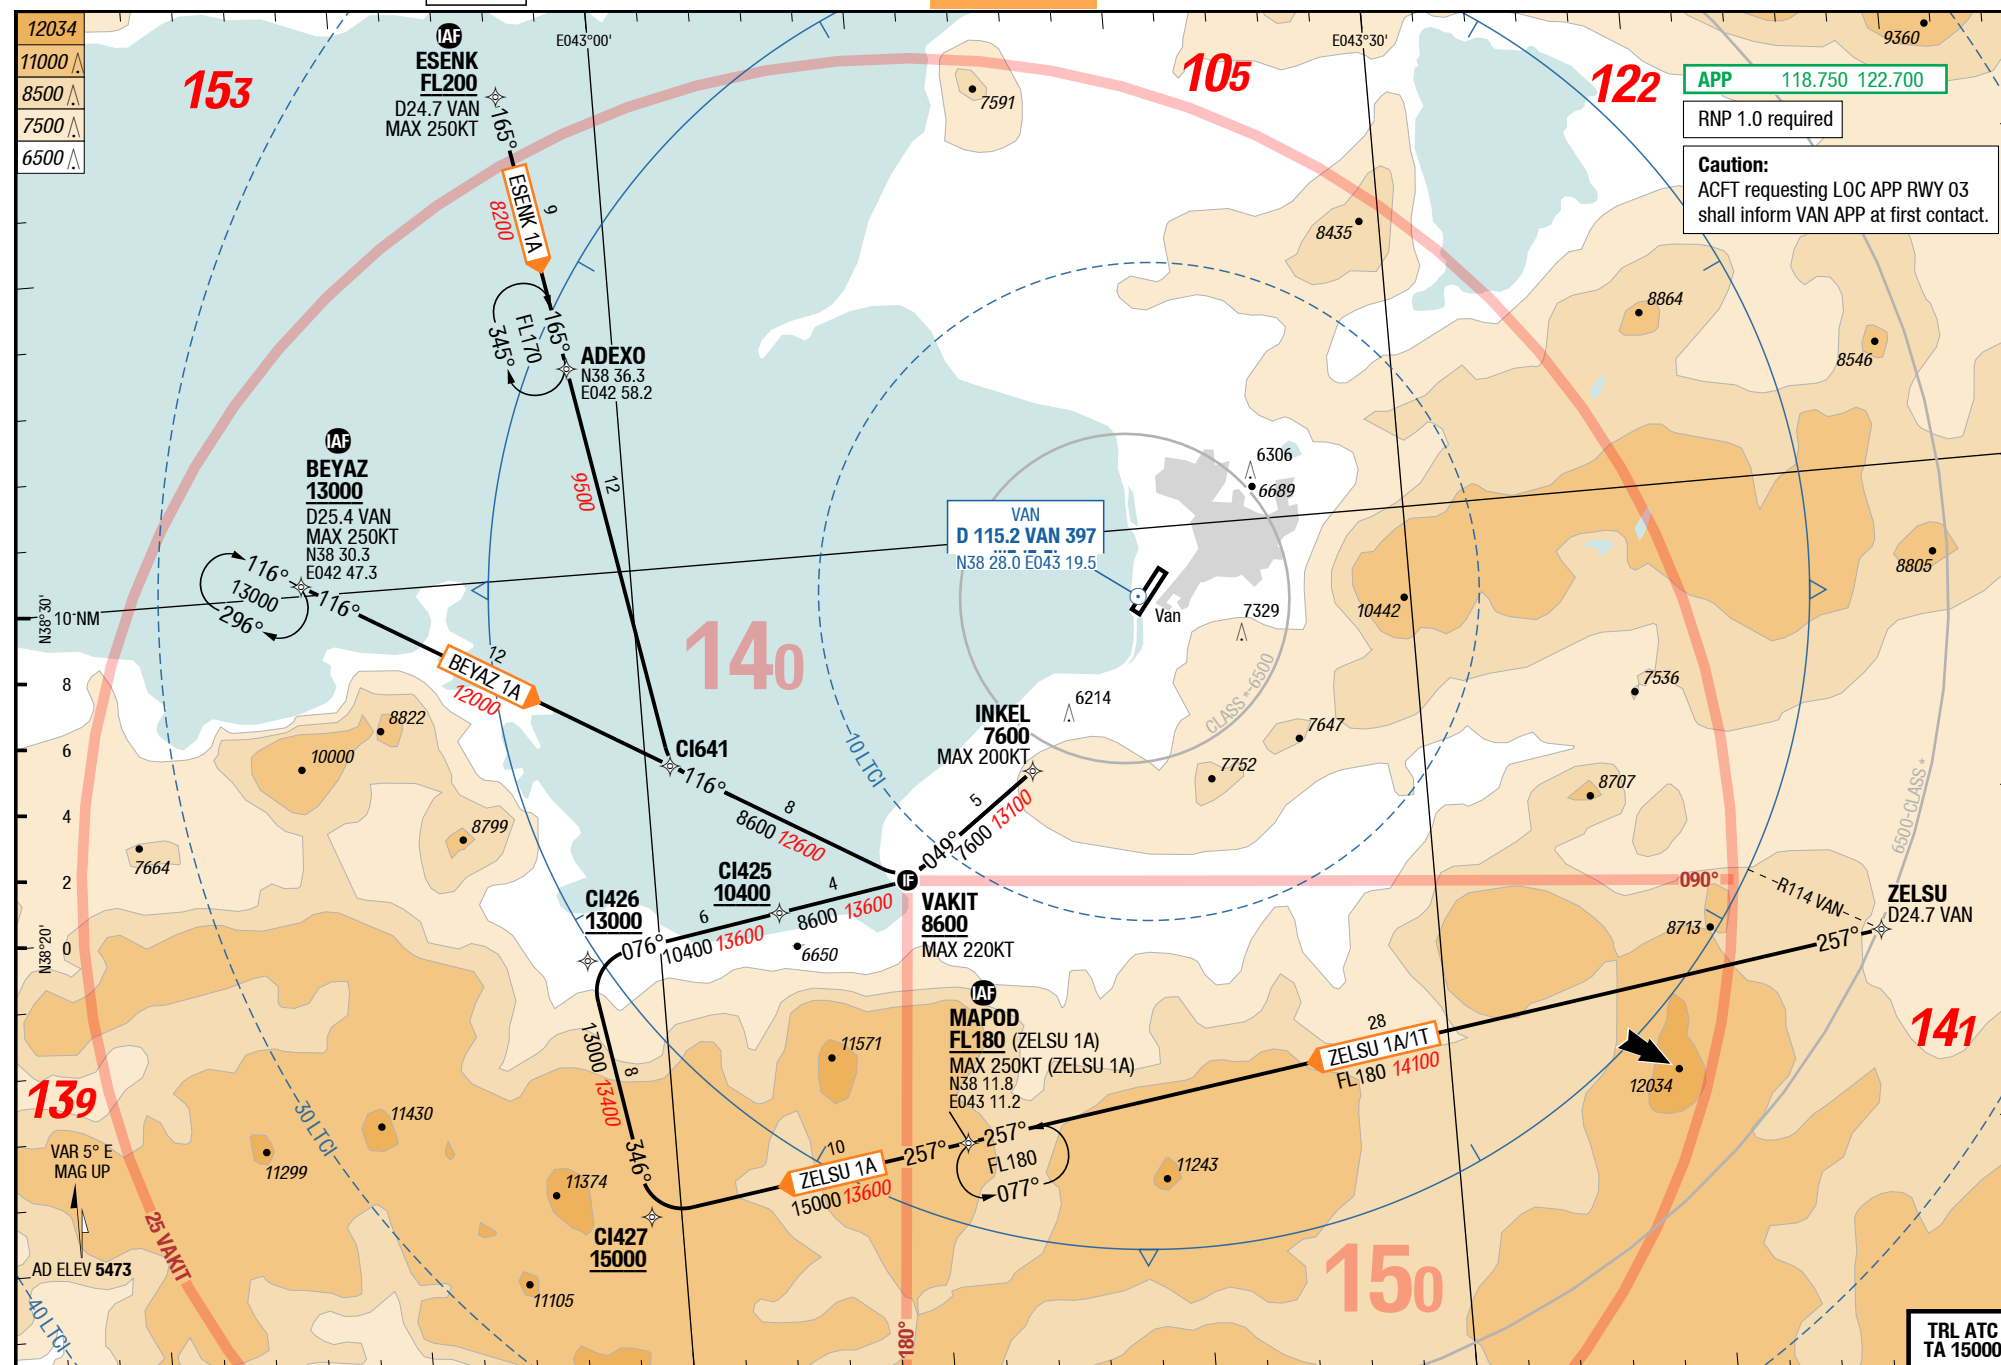 12034
11000
8500
7500
6500
153
IAF
ESENK
FL200
D24.7 VAN
MAX 250KT
165°
ESENK 1A
9
8200
E043°00'
7591
105
E043°30'
122
9360
APP 118.750 122.700
RNP 1.0 required
Caution:
ACFT requesting LOC APP RWY 03
shall inform VAN APP at first contact.
8435
8864
8546
165°
FL170
345°
ADEXO
N38 36.3
E042 58.2
12
9500
IAF
BEYAZ
13000
D25.4 VAN
MAX 250KT
N38 30.3
E042 47.3
116°
13000
296°
116°
N38°30'
10 NM
8
6
4
2
0
N38°20'
12
BEYAZ 1A
12000
VAN
D 115.2 VAN 397
N38 28.0 E043 19.5
6306
6689
Van
7329
10442
8805
7536
140
8822
10000
8799
7664
CI641
116°
8
8600 12600
10 LTCI
INKEL
7600
MAX 200KT
6214
CLASS *-6500
7647
7752
8707
6500-CLASS *
5
049°
7600 13100
CI425
10400
4
8600 13600
IF
VAKIT
8600
MAX 220KT
CI426
13000
6
076°
10400 13600
6650
090°
R114 VAN
ZELSU
D24.7 VAN
8713
257°
IAF
MAPOD
FL180 (ZELSU 1A)
MAX 250KT (ZELSU 1A)
N38 11.8
E043 11.2
28
ZELSU 1A/1T
FL180 14100
12034
141
139
11571
11430
11299
30 LTCI
13000
8
13400
346°
11374
VAR 5° E
MAG UP
25 VAKIT
AD ELEV 5473
40 LTCI
11105
CI427
15000
10
ZELSU 1A
15000 13600
257°
257°
FL180
077°
11243
180°
150
TRL ATC
TA 15000